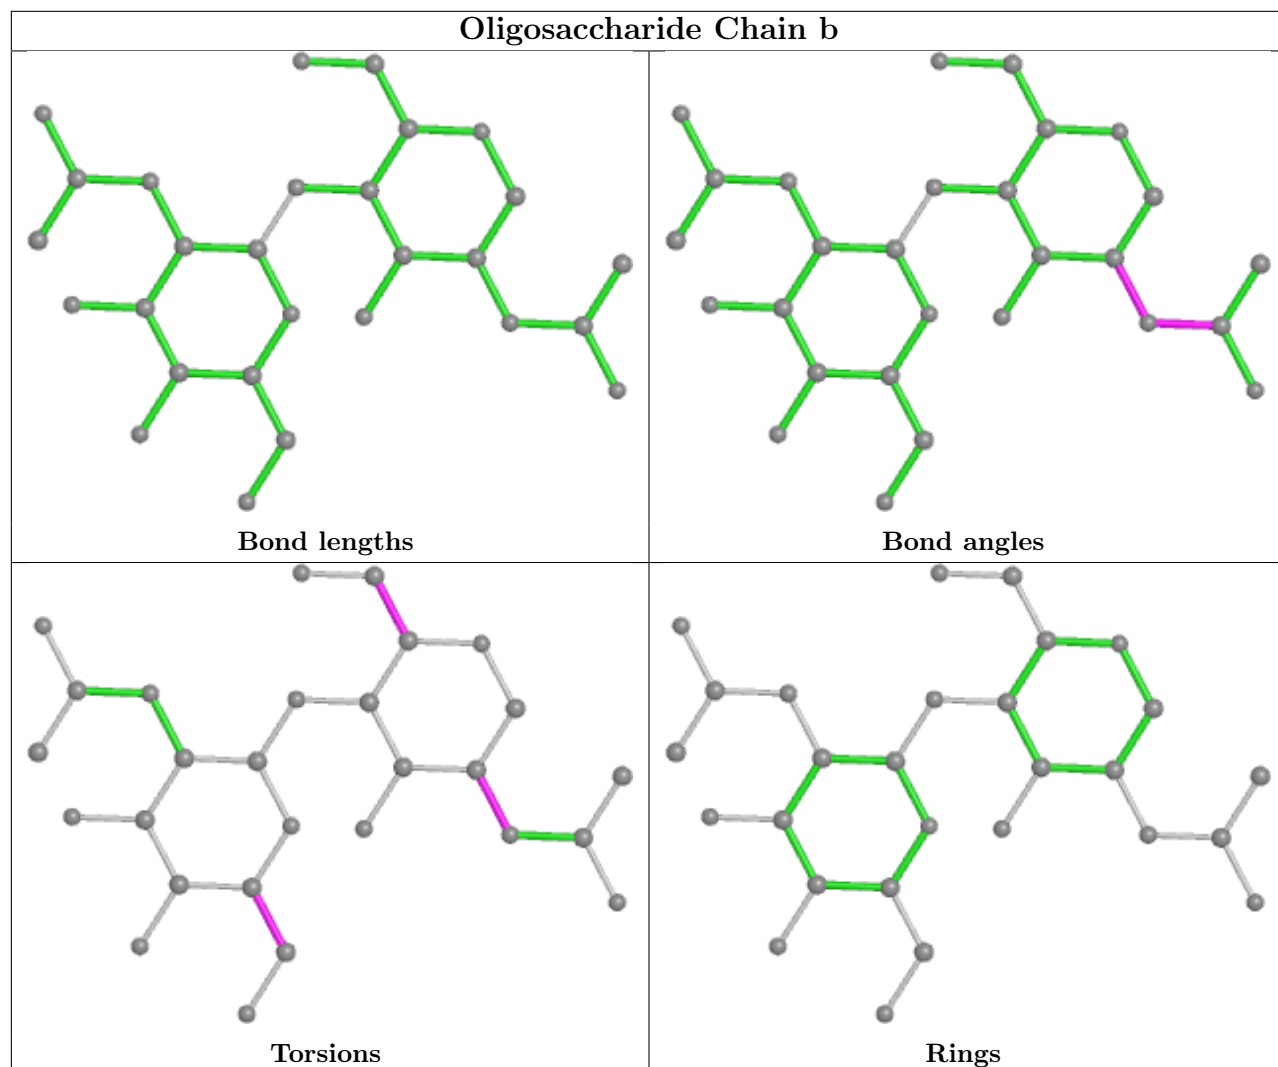 Oligosaccharide Chain b
Bond lengths
Bond angles
Torsions
Rings